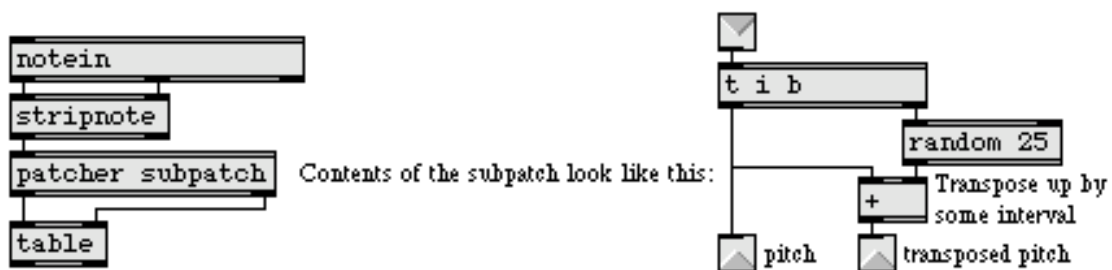 notein
stripnote
patcher subpatch
table
Contents of the subpatch look like this:
t i b
random 25
+
Transpose up by
some interval
pitch
transposed pitch